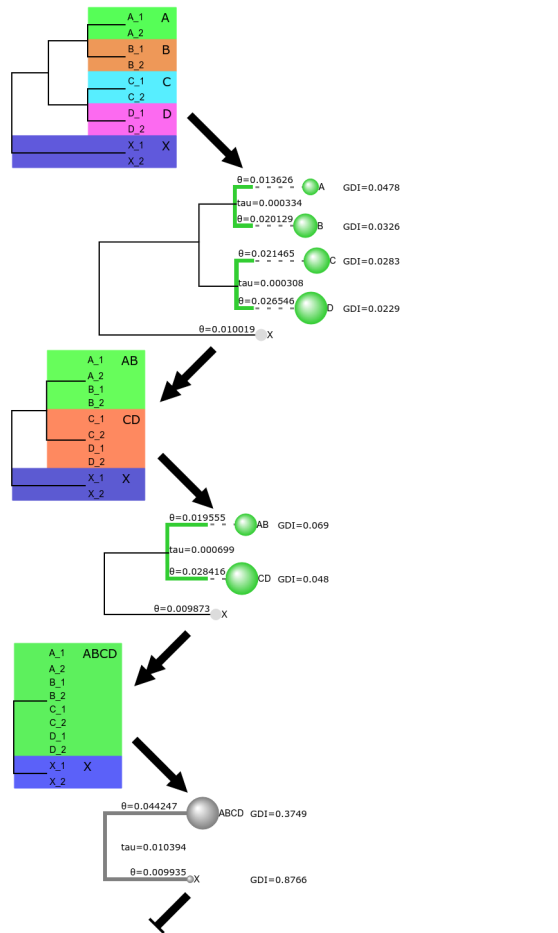 A_1 A
A_2
B_1 B
B_2
C_1 C
C_2
D_1 D
D_2
X_1 X
X_2
θ=0.013626 A GDI=0.0478
tau=0.000334
θ=0.020129 B GDI=0.0326
θ=0.021465 C GDI=0.0283
tau=0.000308
θ=0.026546 D GDI=0.0229
θ=0.010019 X
A_1 AB
A_2
B_1
B_2
C_1 CD
C_2
D_1
D_2
X_1 X
X_2
θ=0.019555 AB GDI=0.069
tau=0.000699
θ=0.028416 CD GDI=0.048
θ=0.009873 X
A_1 ABCD
A_2
B_1
B_2
C_1
C_2
D_1
D_2
X_1 X
X_2
θ=0.044247 ABCD GDI=0.3749
tau=0.010394
θ=0.009935 X GDI=0.8766